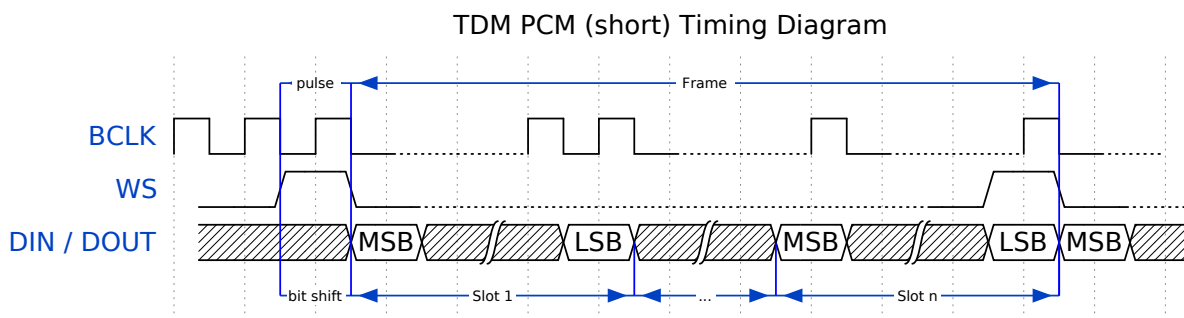 TDM PCM (short) Timing Diagram
pulse
Frame
BCLK
WS
DIN / DOUT
MSB
LSB
MSB
LSB
MSB
bit shift
Slot 1
...
Slot n